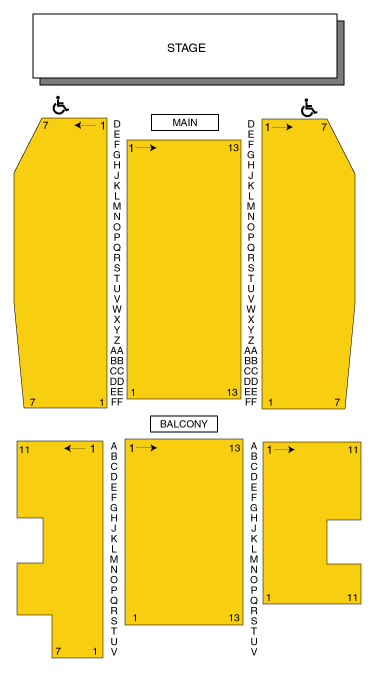 STAGE
7 ← 1
MAIN
1 → 7
1 → 13
D D
E E
F F
G G
H H
J J
K K
L L
M M
N N
O O
P P
Q Q
R R
S S
T T
U U
V V
W W
X X
Y Y
Z Z
AA AA
BB BB
CC CC
DD DD
EE EE
FF FF
1 13
7 1
1 7
BALCONY
11 ← 1
1 → 13
1 → 11
A A
B B
C C
D D
E E
F F
G G
H H
J J
K K
L L
M M
N N
O O
P P
Q Q
R R
S S
T T
U U
V V
1 11
1 13
7 1